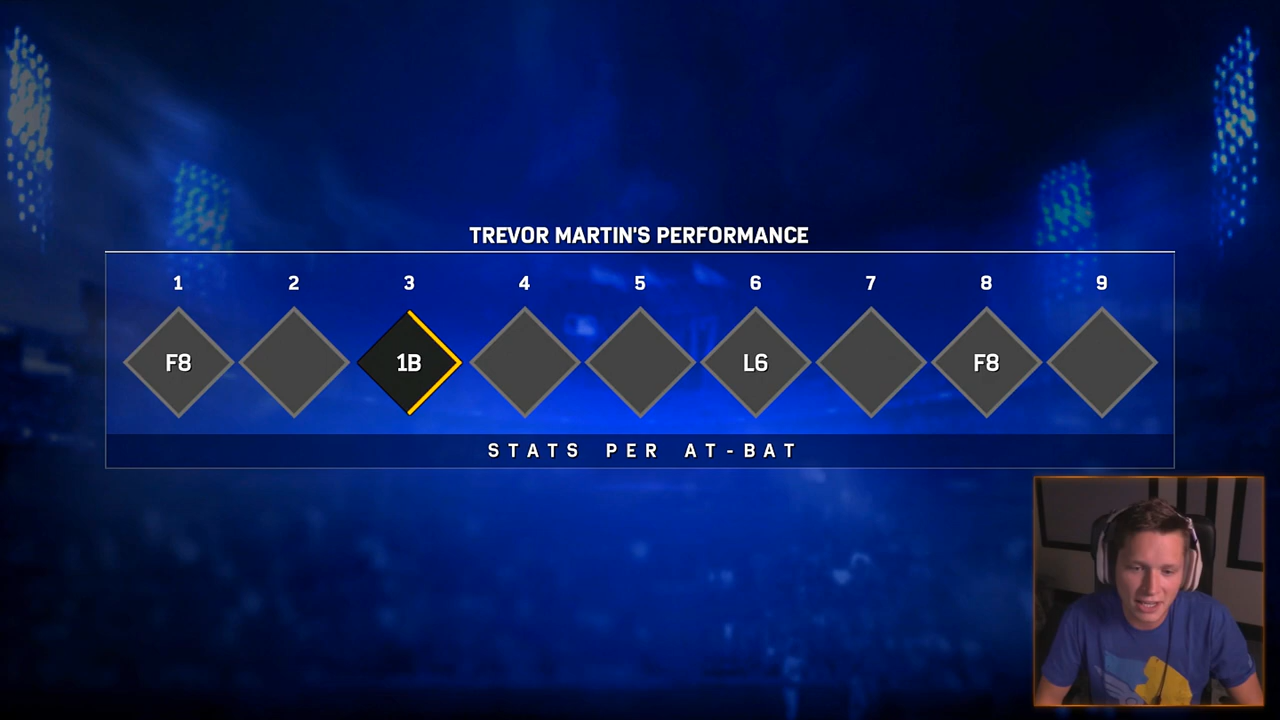 TREVOR MARTIN'S PERFORMANCE
1 2 3 4 5 6 7 8 9
F8 1B L6 F8
STATS PER AT-BAT